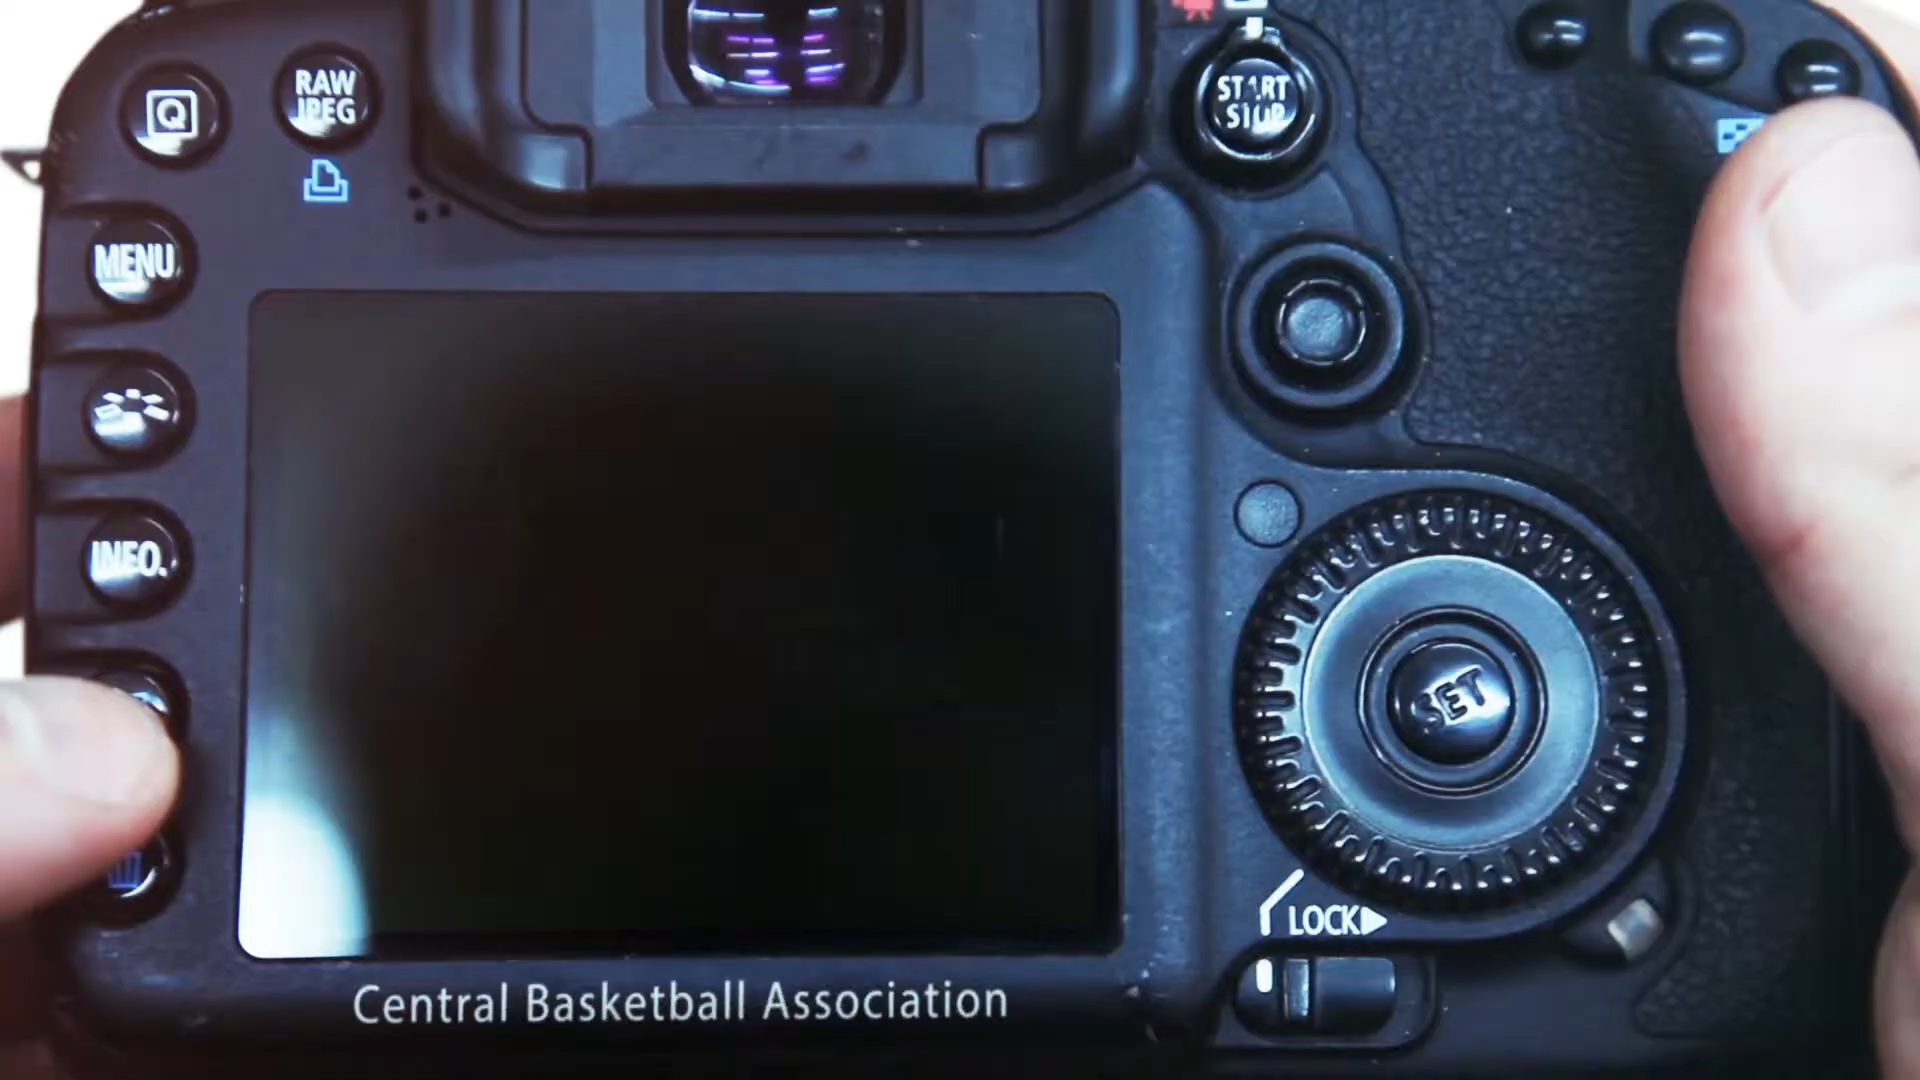 Q
RAW
JPEG
START
STOP
MENU
INFO.
SET
LOCK
Central Basketball Association